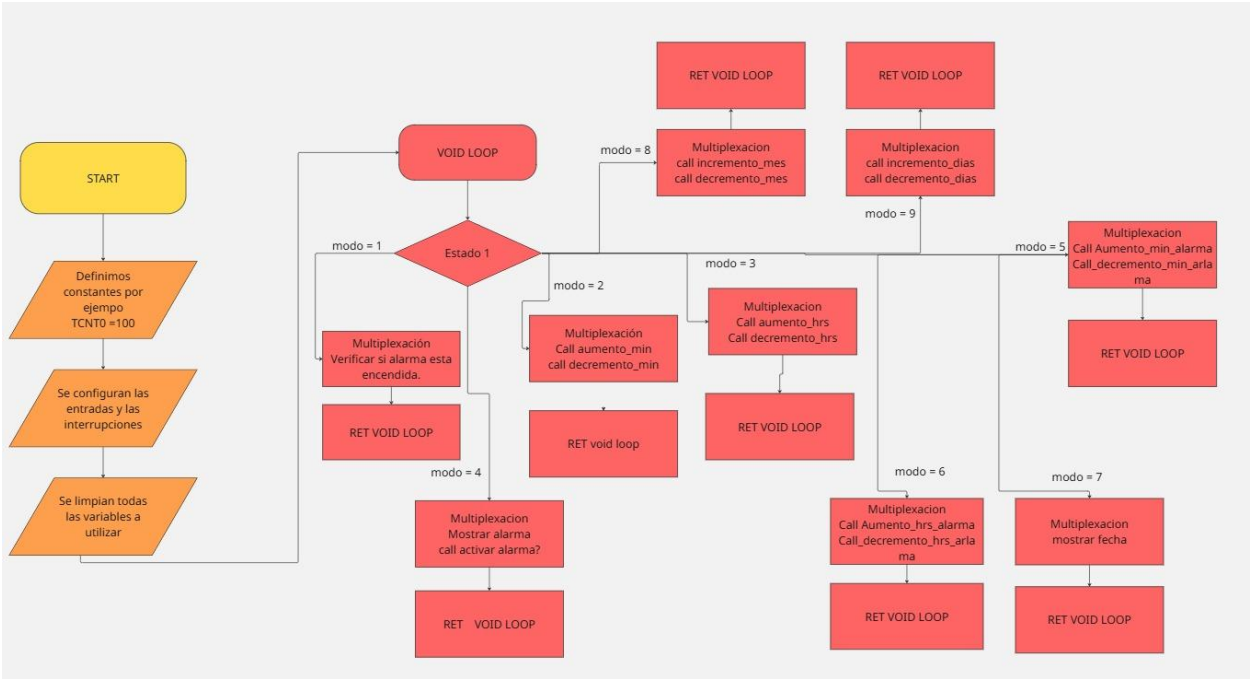 START
Definimos
constantes por
ejempo
TCNT0 =100
Se configuran las
entradas y las
interrupciones
Se limpian todas
las variables a
utilizar
VOID LOOP
Estado 1
modo = 1
Multiplexación
Verificar si alarma esta
encendida.
RET VOID LOOP
modo = 4
Multiplexacion
Mostrar alarma
call activar alarma?
RET VOID LOOP
modo = 2
Multiplexación
Call aumento_min
call decremento_min
RET void loop
modo = 3
Multiplexacion
Call aumento_hrs
Call decremento_hrs
RET VOID LOOP
modo = 8
Multiplexacion
call incremento_mes
call decremento_mes
RET VOID LOOP
modo = 9
Multiplexacion
call incremento_dias
call decremento_dias
RET VOID LOOP
modo = 5
Multiplexacion
Call Aumento_min_alarma
Call_decremento_min_arla
ma
RET VOID LOOP
modo = 6
Multiplexacion
Call Aumento_hrs_alarma
Call_decremento_hrs_arla
ma
RET VOID LOOP
modo = 7
Multiplexacion
mostrar fecha
RET VOID LOOP